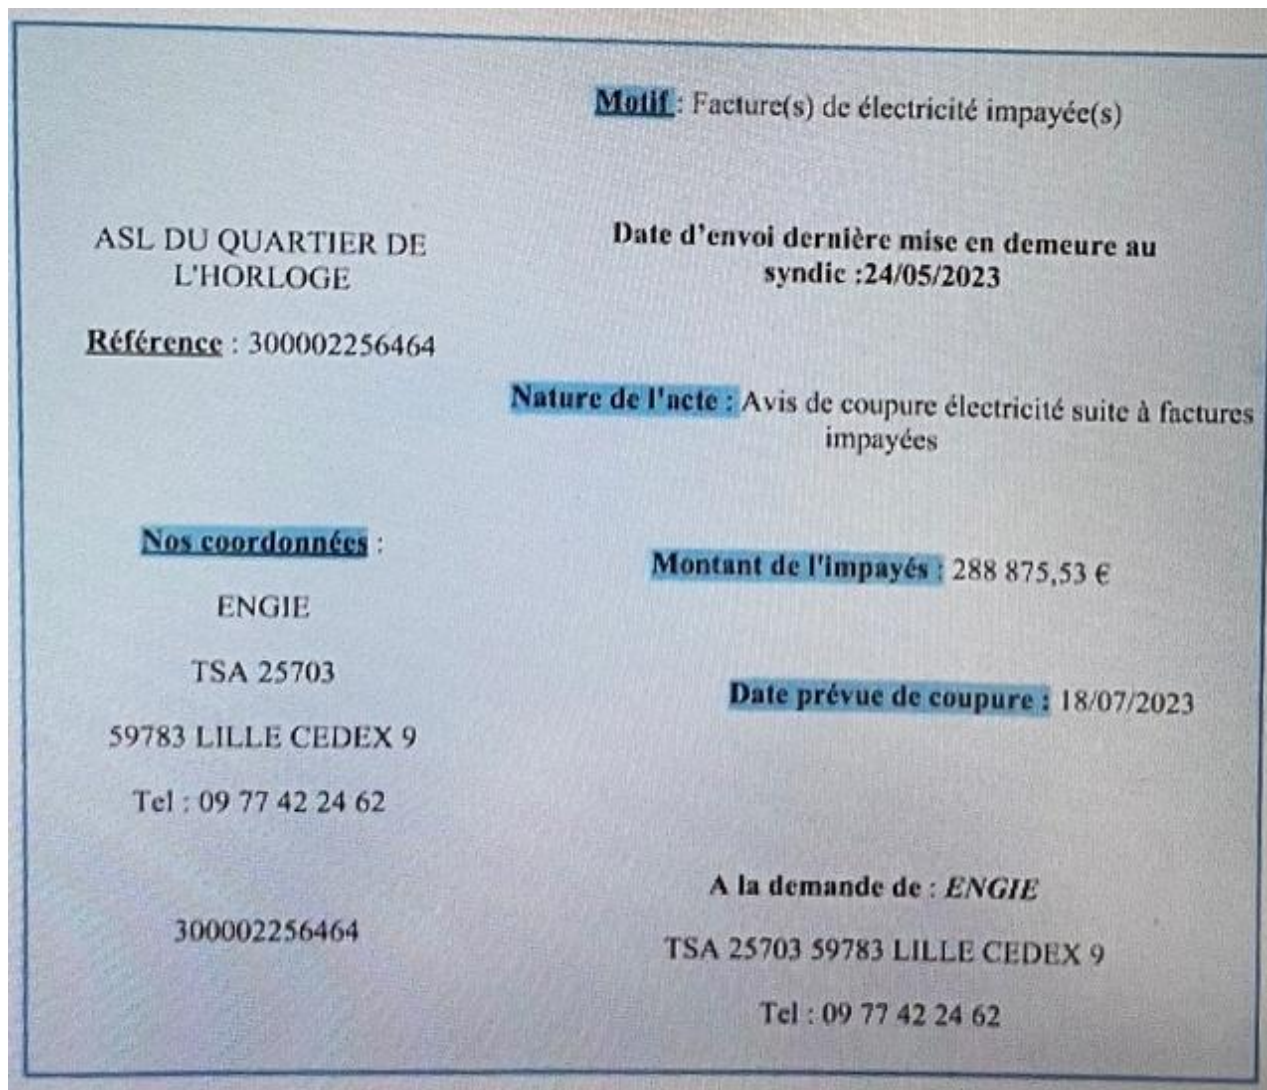 Motif : Facture(s) de électricité impayée(s)
ASL DU QUARTIER DE
L'HORLOGE
Référence : 300002256464
Date d'envoi dernière mise en demeure au
syndic :24/05/2023
Nature de l'acte : Avis de coupure électricité suite à factures
impayées
Nos coordonnées :
ENGIE
TSA 25703
59783 LILLE CEDEX 9
Tel : 09 77 42 24 62
300002256464
Montant de l'impayés : 288 875,53 €
Date prévue de coupure : 18/07/2023
A la demande de : ENGIE
TSA 25703 59783 LILLE CEDEX 9
Tel : 09 77 42 24 62